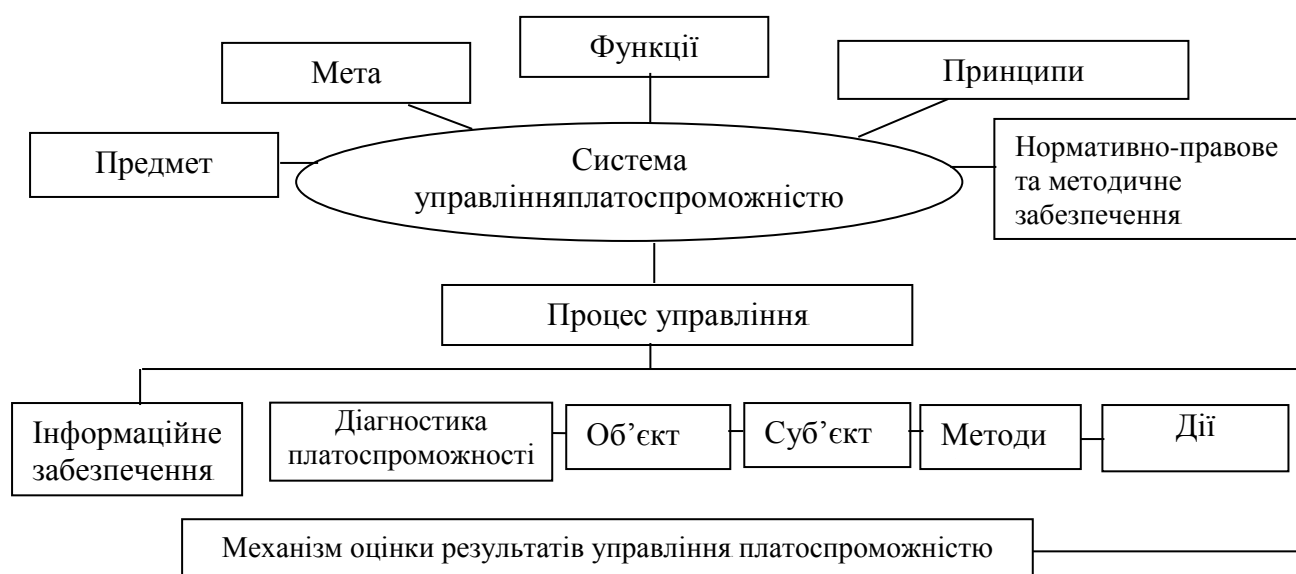 Функції
Мета
Принципи
Предмет
Система
управлінняплатоспроможністю
Нормативно-правове
та методичне
забезпечення
Процес управління
Інформаційне
забезпечення
Діагностика
платоспроможності
Об’єкт
Суб’єкт
Методи
Дії
Механізм оцінки результатів управління платоспроможністю